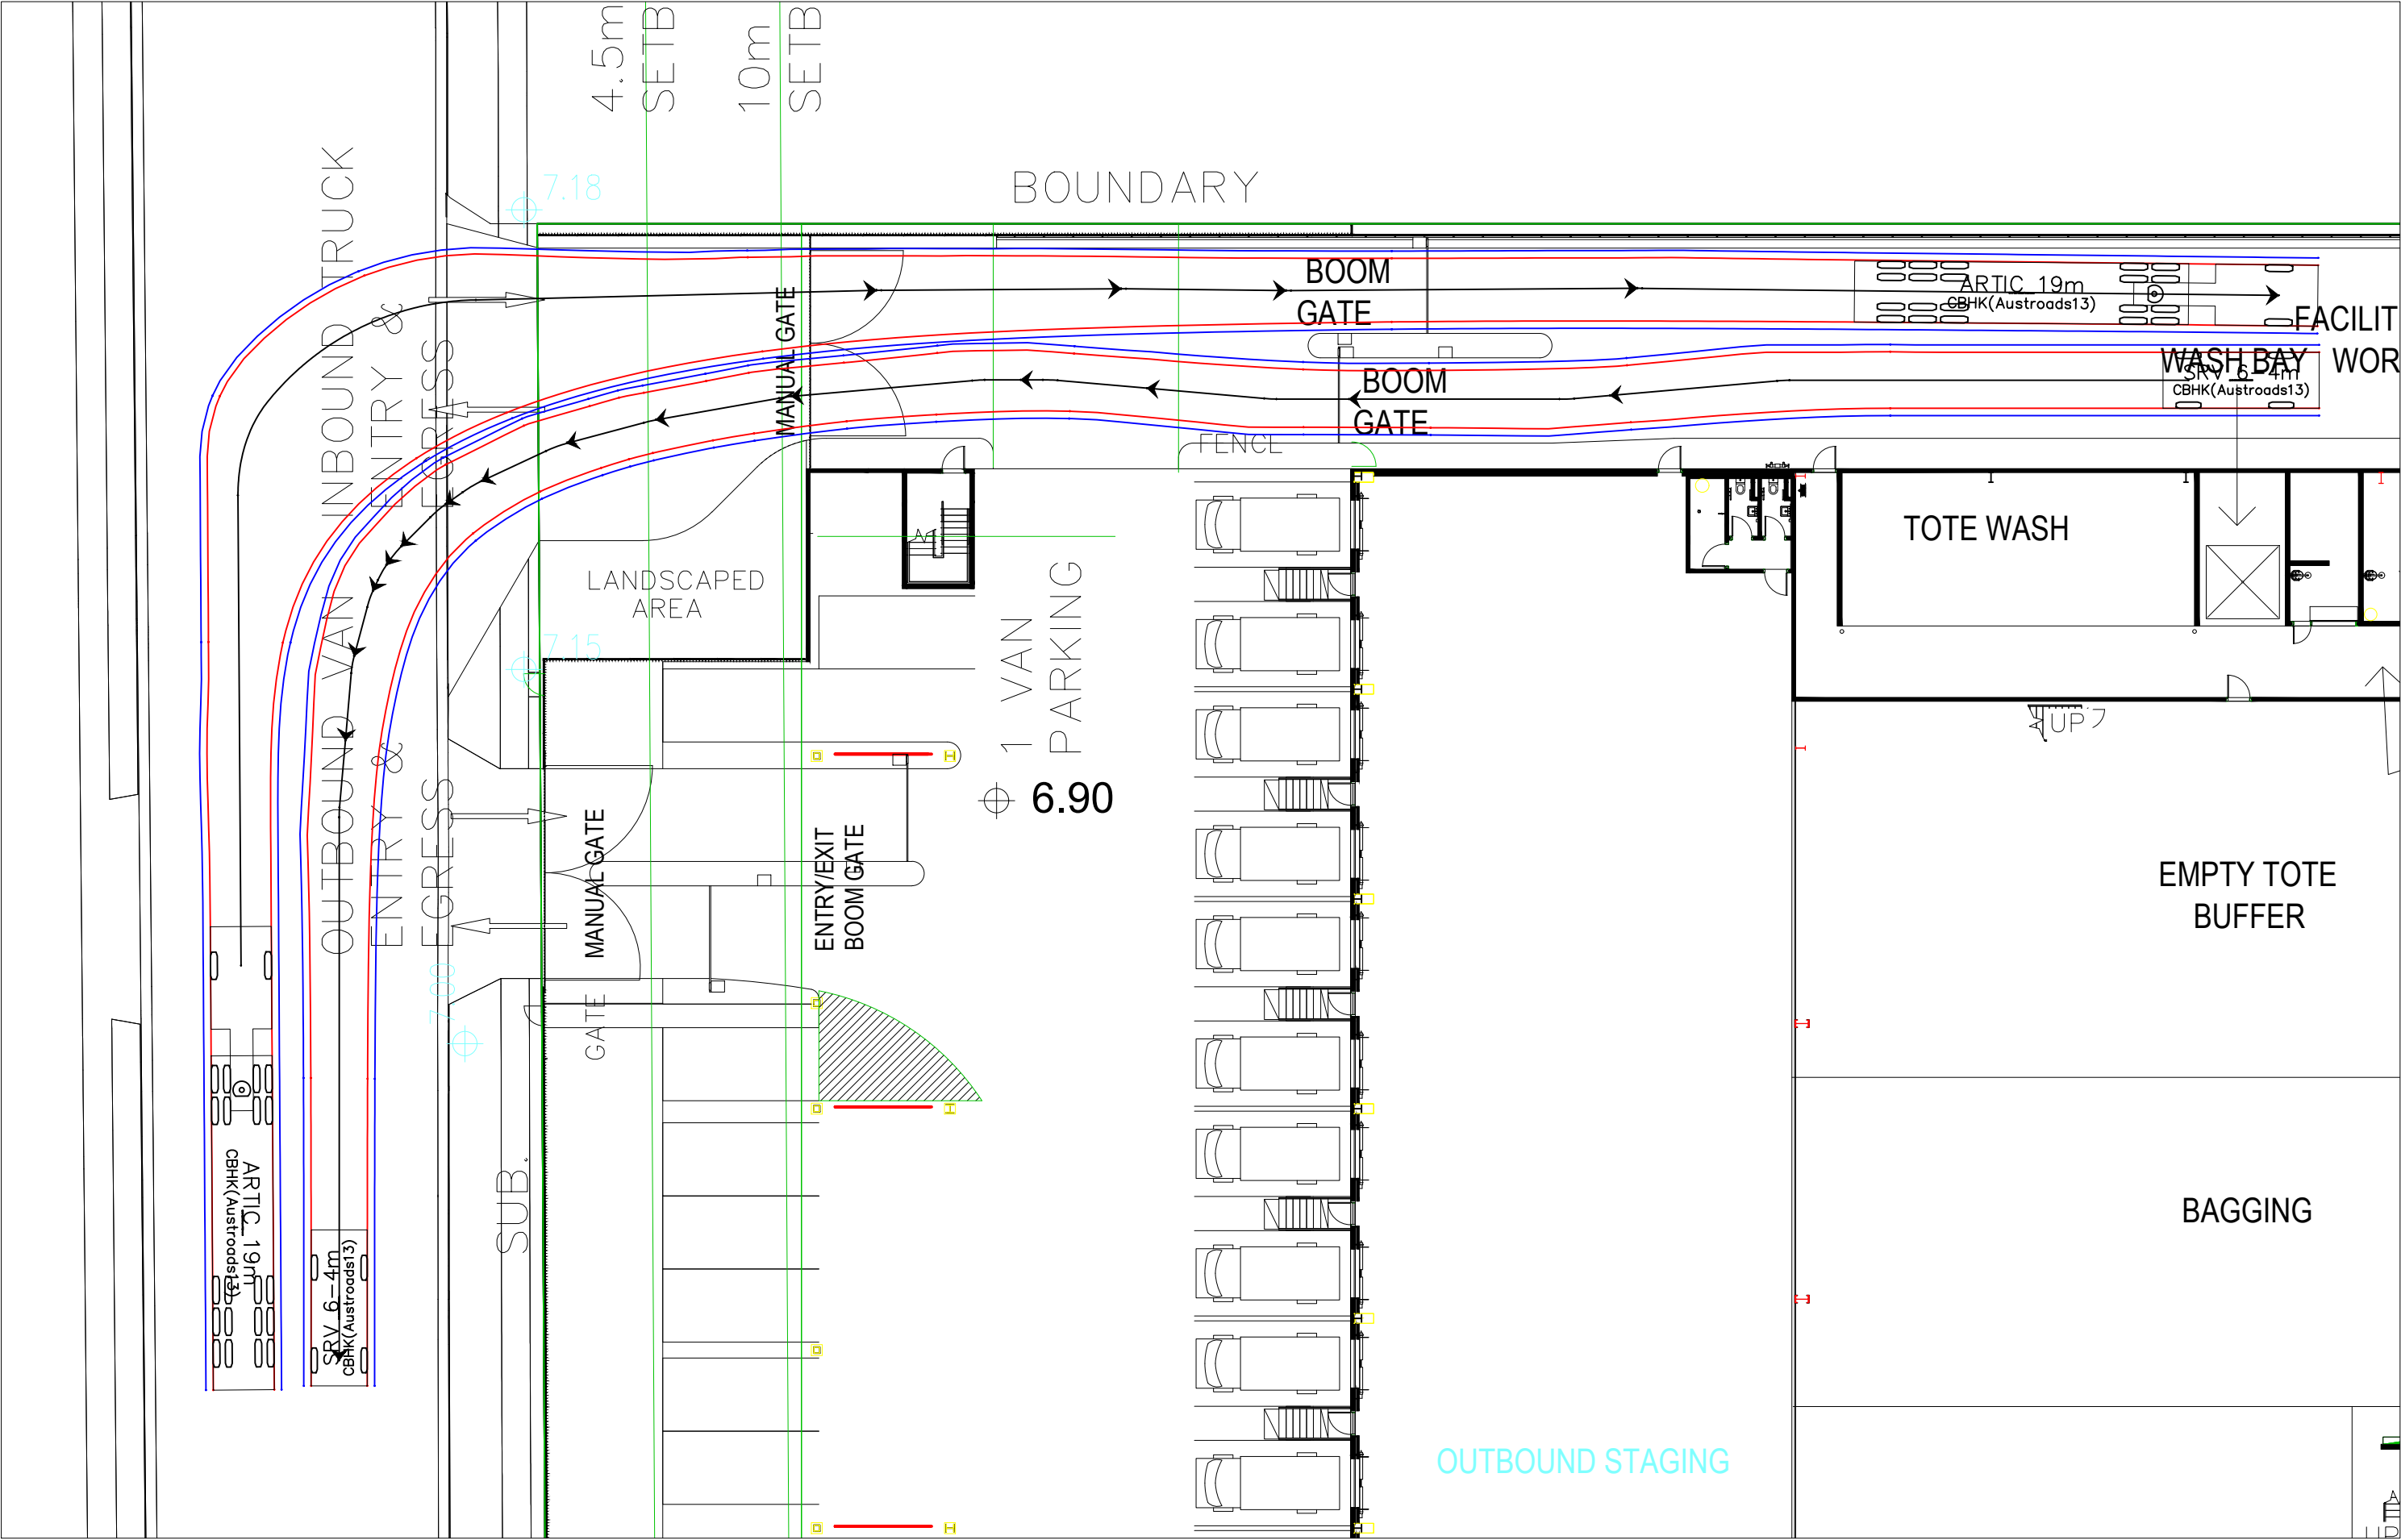 4.5m
SETB
10m
SETB
BOUNDARY
7.18
INBOUND TRUCK
ENTRY &
EGRESS
MANUAL GATE
BOOM
GATE
ARTIC 19m
CBHK(Austroads13)
FACILIT
WASH BAY WOR
SRV 6-4m
CBHK(Austroads13)
BOOM
GATE
FENCE
TOTE WASH
LANDSCAPED
AREA
7.15
1 VAN
PARKING
6.90
UP
OUTBOUND VAN
ENTRY &
EGRESS
MANUAL GATE
ENTRY/EXIT
BOOM GATE
7.00
GATE
EMPTY TOTE
BUFFER
SUB.
ARTIC 19m
CBHK(Austroads13)
SRV 6-4m
CBHK(Austroads13)
BAGGING
OUTBOUND STAGING